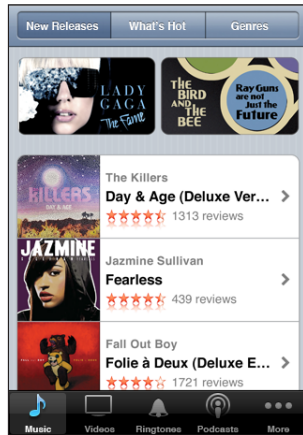 New Releases
What's Hot
Genres
LADY
GAGA
The Fame
THE
BIRD
AND
THE
BEE
Ray Guns
are not
Just the
Future
KILLERS
DAY & AGE
The Killers
Day & Age (Deluxe Ver...
1313 reviews
JAZMINE
Jazmine Sullivan
Fearless
439 reviews
Fall Out Boy
Folie à Deux (Deluxe E...
1721 reviews
Music
Videos
Ringtones
Podcasts
More